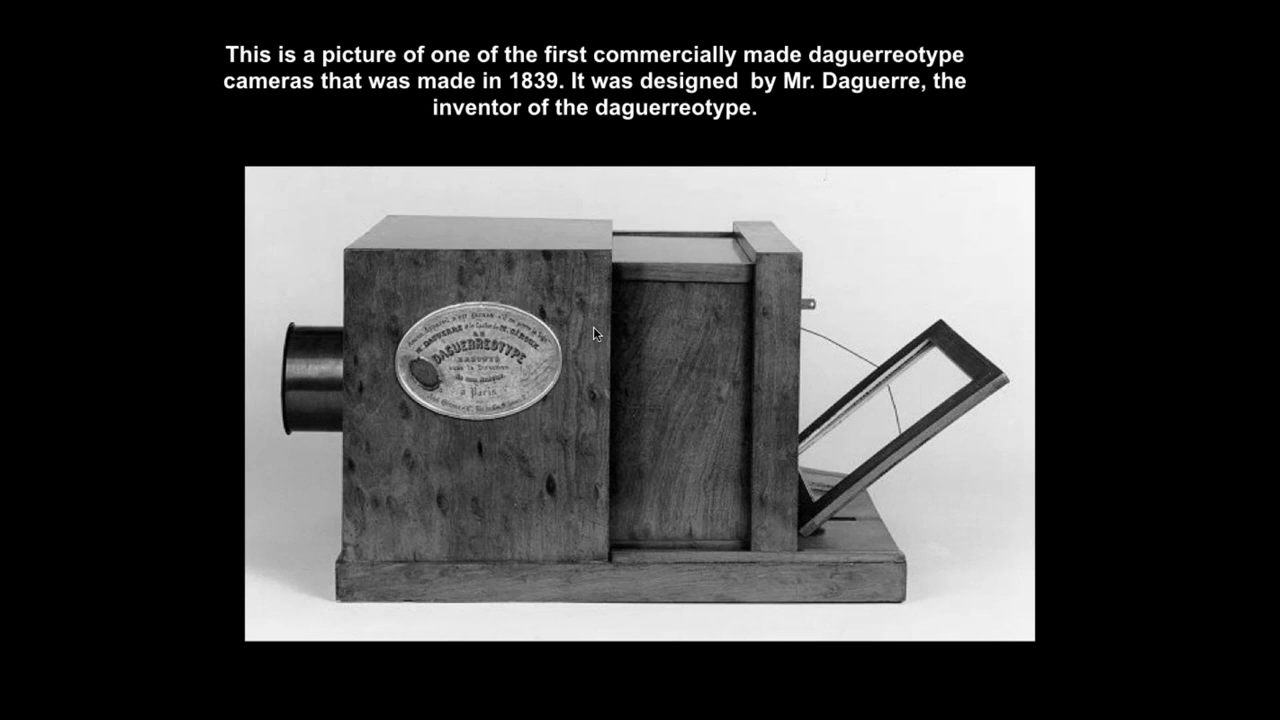 This is a picture of one of the first commercially made daguerreotype
cameras that was made in 1839. It was designed  by Mr. Daguerre, the
inventor of the daguerreotype.
DAGUERRE
DAGUERREOTYPE
à Paris